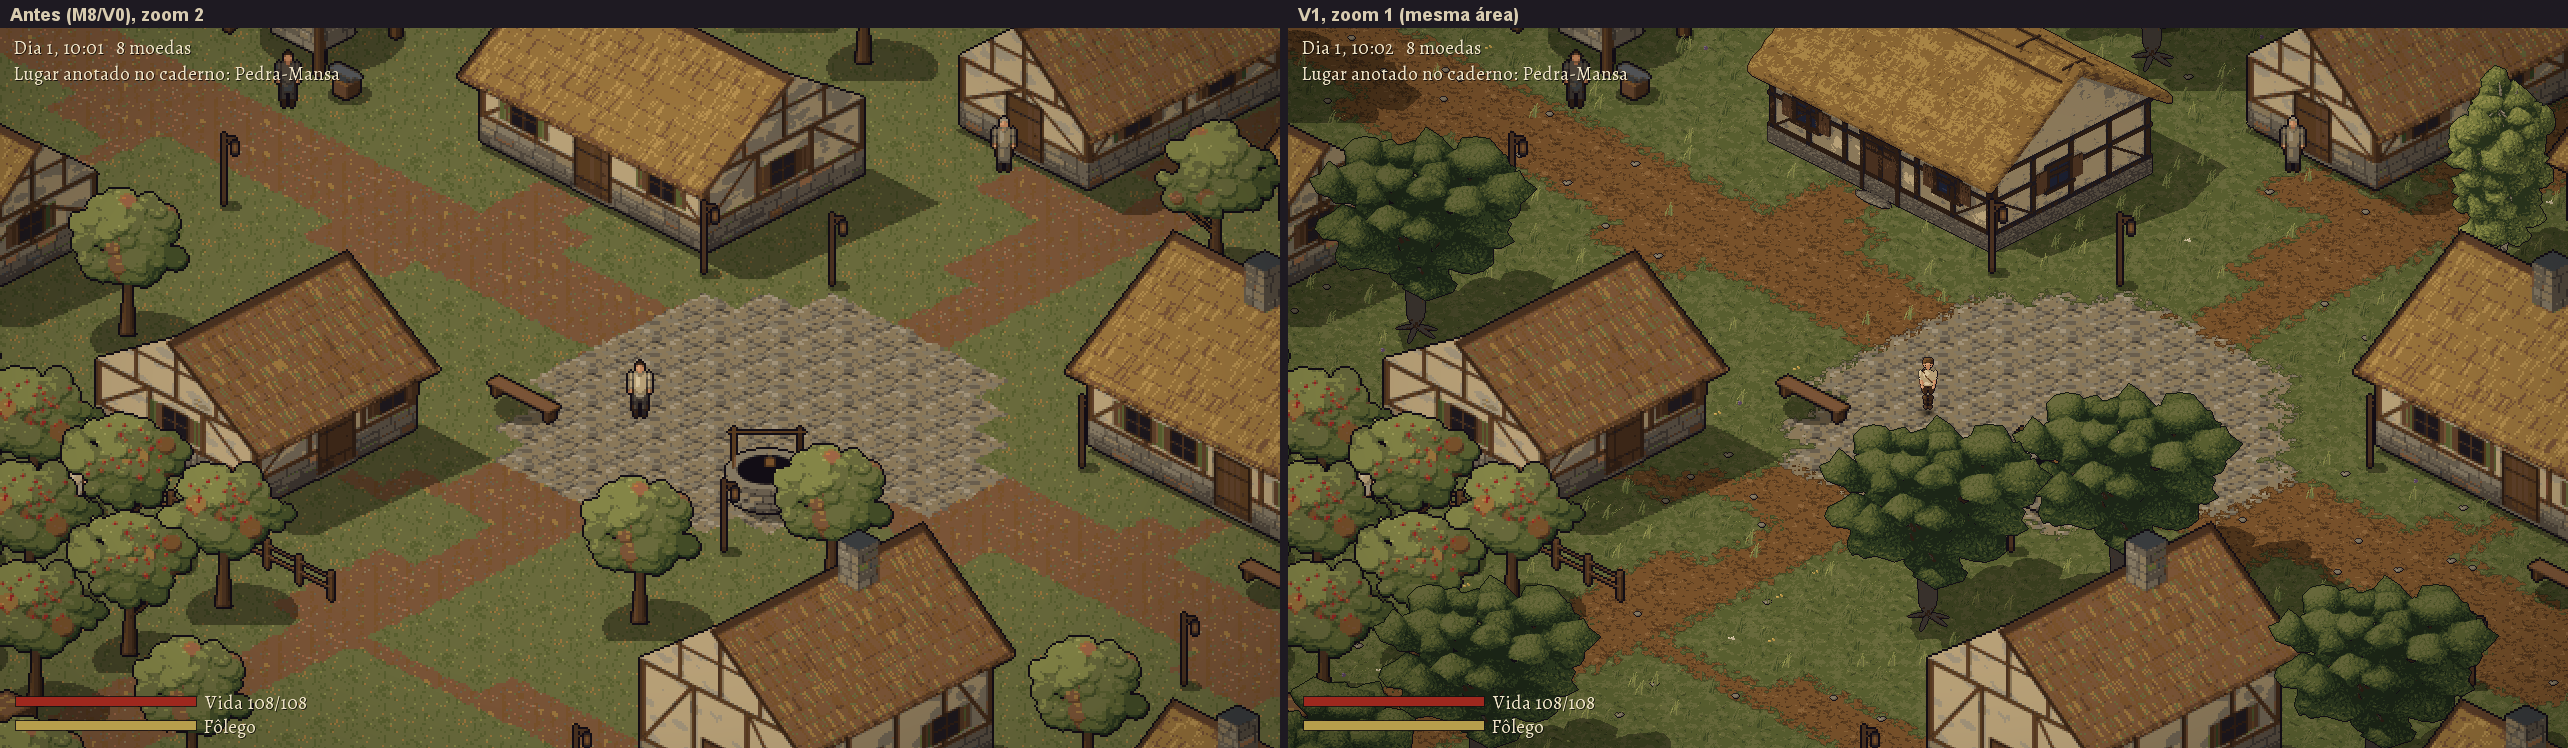 Antes (M8/V0), zoom 2
Dia 1, 10:01 8 moedas
Lugar anotado no caderno: Pedra-Mansa
Vida 108/108
Fôlego
V1, zoom 1 (mesma área)
Dia 1, 10:02 8 moedas
Lugar anotado no caderno: Pedra-Mansa
Vida 108/108
Fôlego